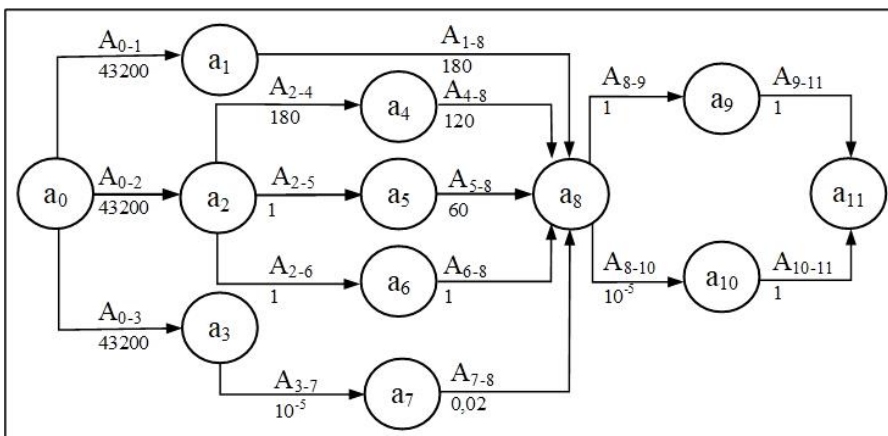 A0-1
43200
a1
A1-8
180
A2-4
180
a4
A4-8
120
A8-9
1
a9
A9-11
1
a0
A0-2
43200
a2
A2-5
1
a5
A5-8
60
a8
a11
A2-6
1
a6
A6-8
1
A8-10
10-5
a10
A10-11
1
A0-3
43200
a3
A3-7
10-5
a7
A7-8
0,02